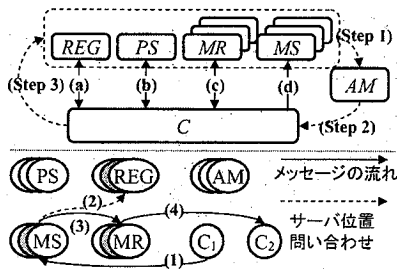 REG PS MR MS (Step 1)
(Step 3) (a) (b) (c) (d) AM
C (Step 2)
PS REG AM メッセージの流れ
(2)
(3) (4) サーバ位置
MS MR C1 C2 問い合わせ
(1)